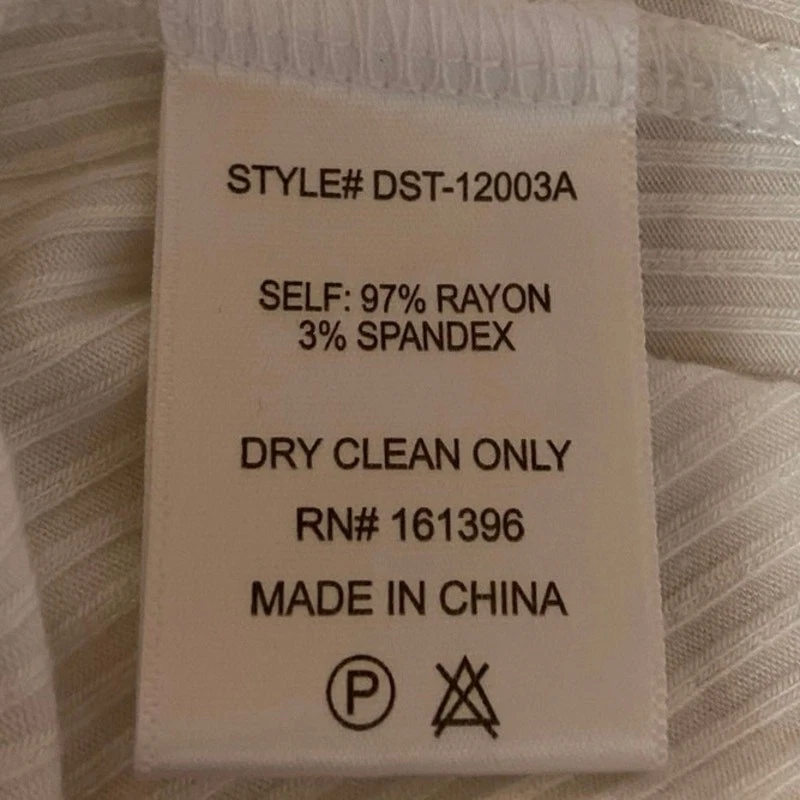 STYLE# DST-12003A
SELF: 97% RAYON
3% SPANDEX
DRY CLEAN ONLY
RN# 161396
MADE IN CHINA
P